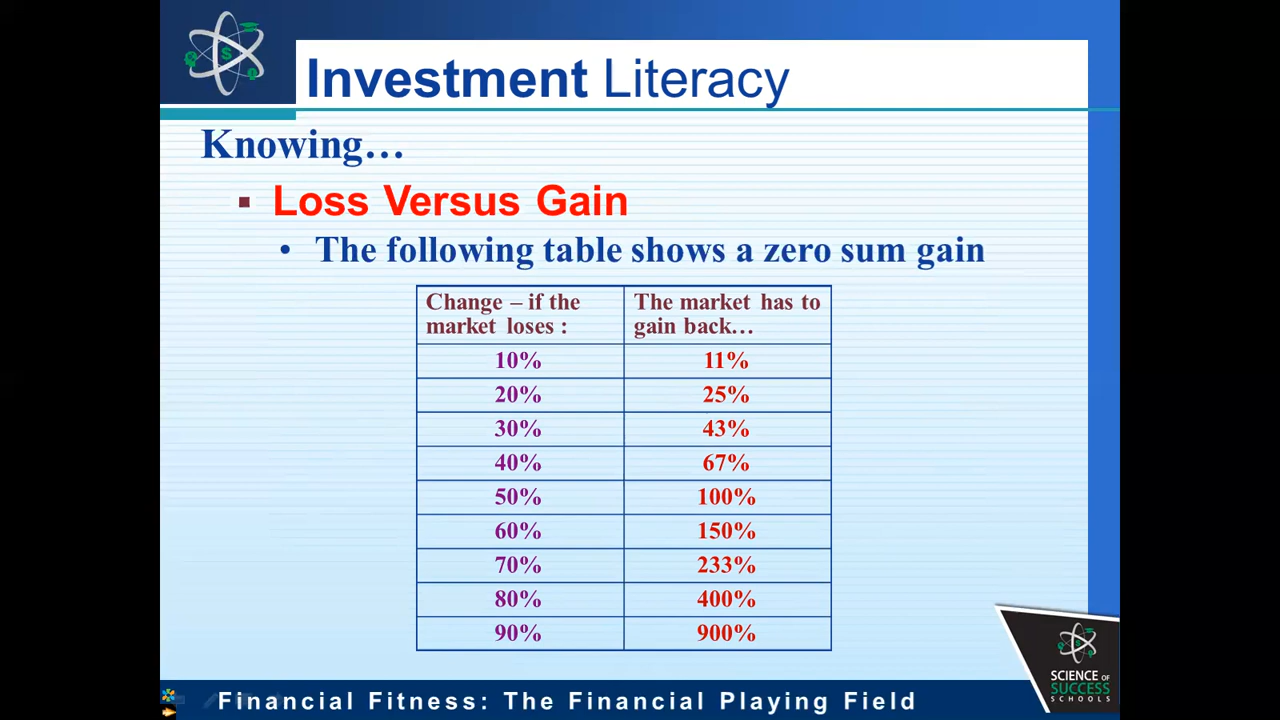 Investment Literacy
Knowing…
▪ Loss Versus Gain
• The following table shows a zero sum gain
Change – if the market loses :
The market has to gain back…
10% 11%
20% 25%
30% 43%
40% 67%
50% 100%
60% 150%
70% 233%
80% 400%
90% 900%
SCIENCE OF
SUCCESS
SCHOOLS
Financial Fitness: The Financial Playing Field